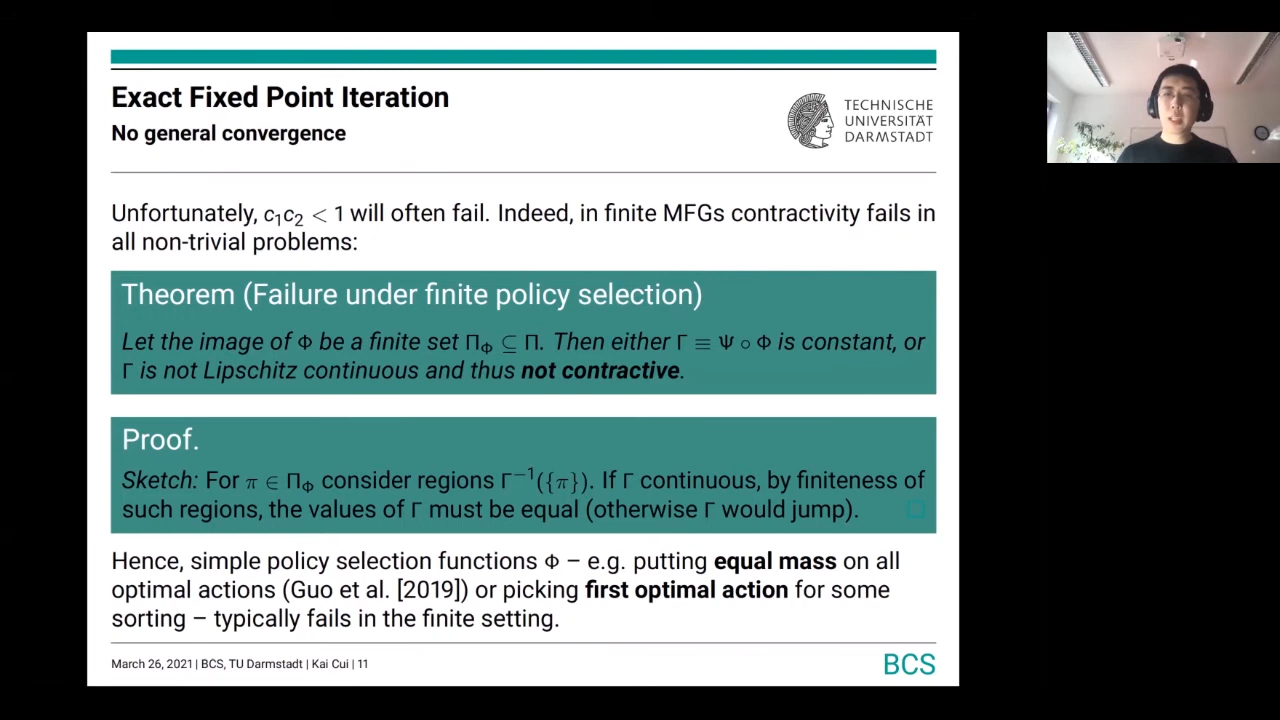 Exact Fixed Point Iteration
No general convergence
TECHNISCHE
UNIVERSITÄT
DARMSTADT
Unfortunately, c₁c₂ < 1 will often fail. Indeed, in finite MFGs contractivity fails in
all non-trivial problems:
Theorem (Failure under finite policy selection)
Let the image of Φ be a finite set Π_Φ ⊆ Π. Then either Γ ≡ Ψ ∘ Φ is constant, or
Γ is not Lipschitz continuous and thus not contractive.
Proof.
Sketch: For π ∈ Π_Φ consider regions Γ⁻¹({π}). If Γ continuous, by finiteness of
such regions, the values of Γ must be equal (otherwise Γ would jump). □
Hence, simple policy selection functions Φ – e.g. putting equal mass on all
optimal actions (Guo et al. [2019]) or picking first optimal action for some
sorting – typically fails in the finite setting.
March 26, 2021 | BCS, TU Darmstadt | Kai Cui | 11
BCS